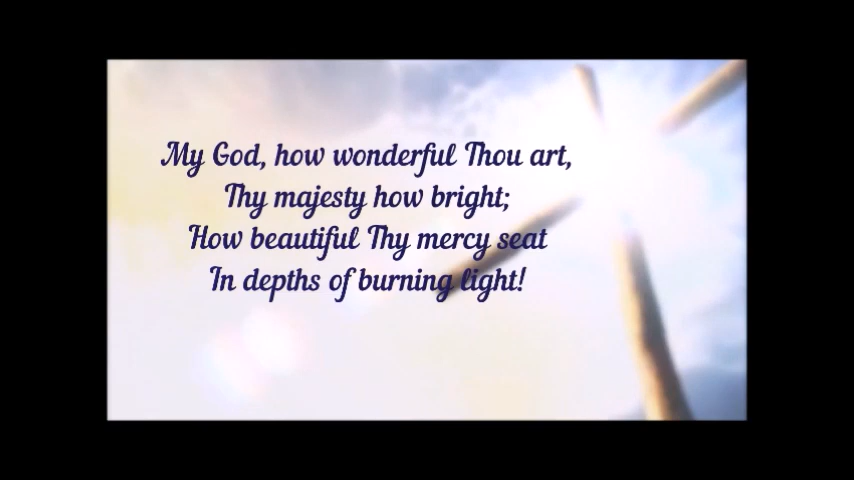 My God, how wonderful Thou art,
Thy majesty how bright;
How beautiful Thy mercy seat
In depths of burning light!